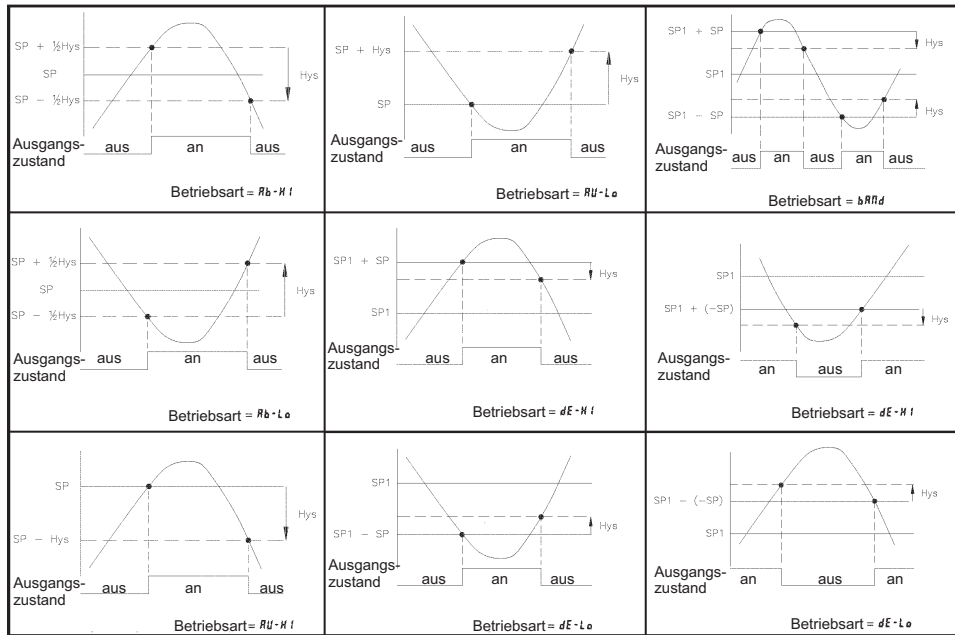 SP + ½Hys
SP
SP − ½Hys
Hys
Ausgangs-
zustand
aus an aus
Betriebsart = Ab-HI
SP + Hys
SP
Hys
Ausgangs-
zustand
aus an aus
Betriebsart = AU-Lo
SP1 + SP
SP1
SP1 − SP
Hys
Hys
Ausgangs-
zustand
aus an aus an aus
Betriebsart = bANd
SP + ½Hys
SP
SP − ½Hys
Hys
Ausgangs-
zustand
aus an aus
Betriebsart = Ab-Lo
SP1 + SP
SP1
Hys
Ausgangs-
zustand
aus an aus
Betriebsart = dE-HI
SP1
SP1 + (-SP)
Hys
Ausgangs-
zustand
an aus an
Betriebsart = dE-HI
SP
SP − Hys
Hys
Ausgangs-
zustand
aus an aus
Betriebsart = AU-HI
SP1
SP1 − SP
Hys
Ausgangs-
zustand
aus an aus
Betriebsart = dE-Lo
SP1 − (-SP)
SP1
Hys
Ausgangs-
zustand
an aus an
Betriebsart = dE-Lo